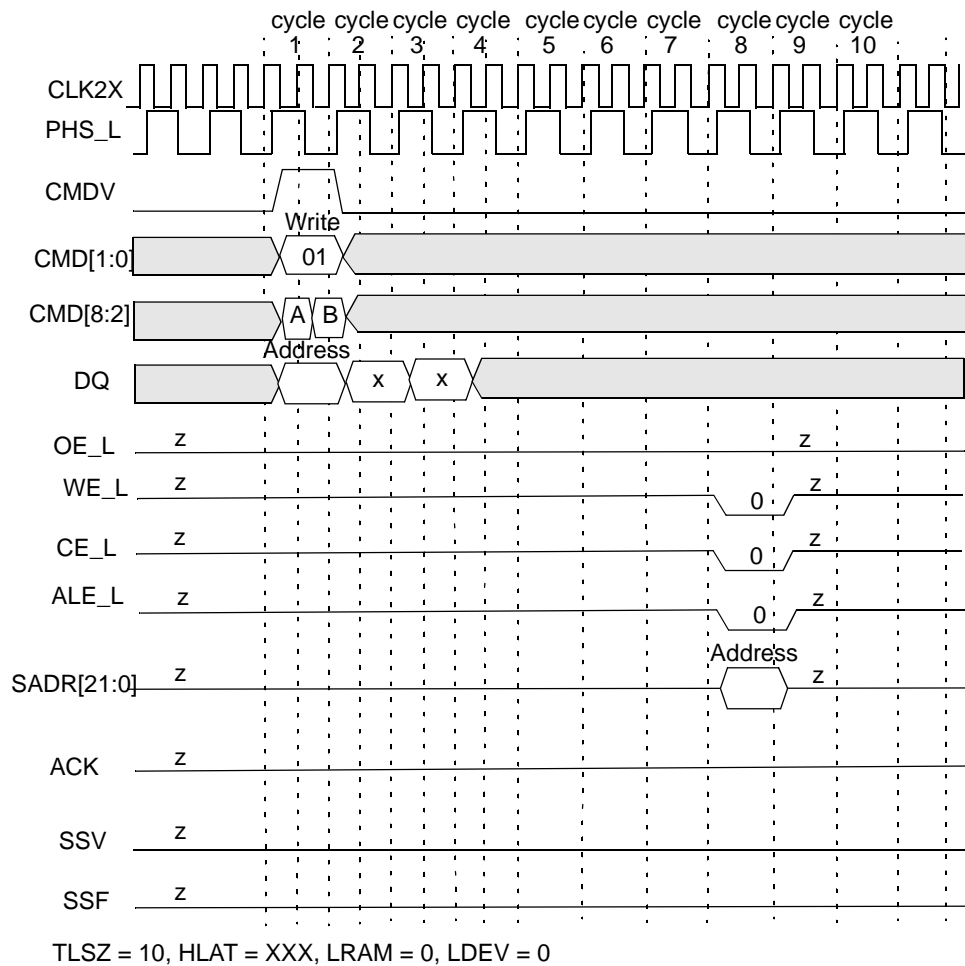 cycle cycle cycle cycle cycle cycle cycle cycle cycle cycle
1 2 3 4 5 6 7 8 9 10
CLK2X
PHS_L
CMDV
Write
CMD[1:0] 01
CMD[8:2] A B
Address
DQ x x
OE_L z z
WE_L z 0 z
CE_L z 0 z
ALE_L z 0 z
Address
SADR[21:0] z z
ACK z
SSV z
SSF z
TLSZ = 10, HLAT = XXX, LRAM = 0, LDEV = 0